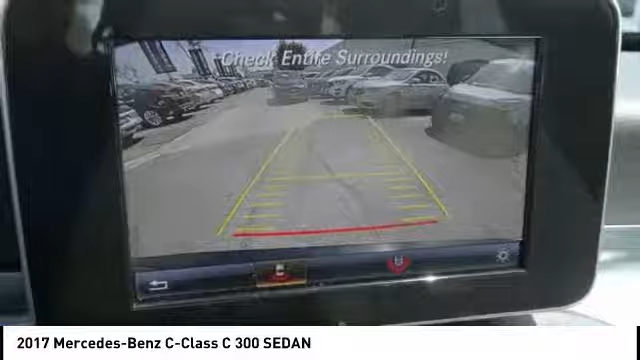 Check Entire Surroundings!
2017 Mercedes-Benz C-Class C 300 SEDAN